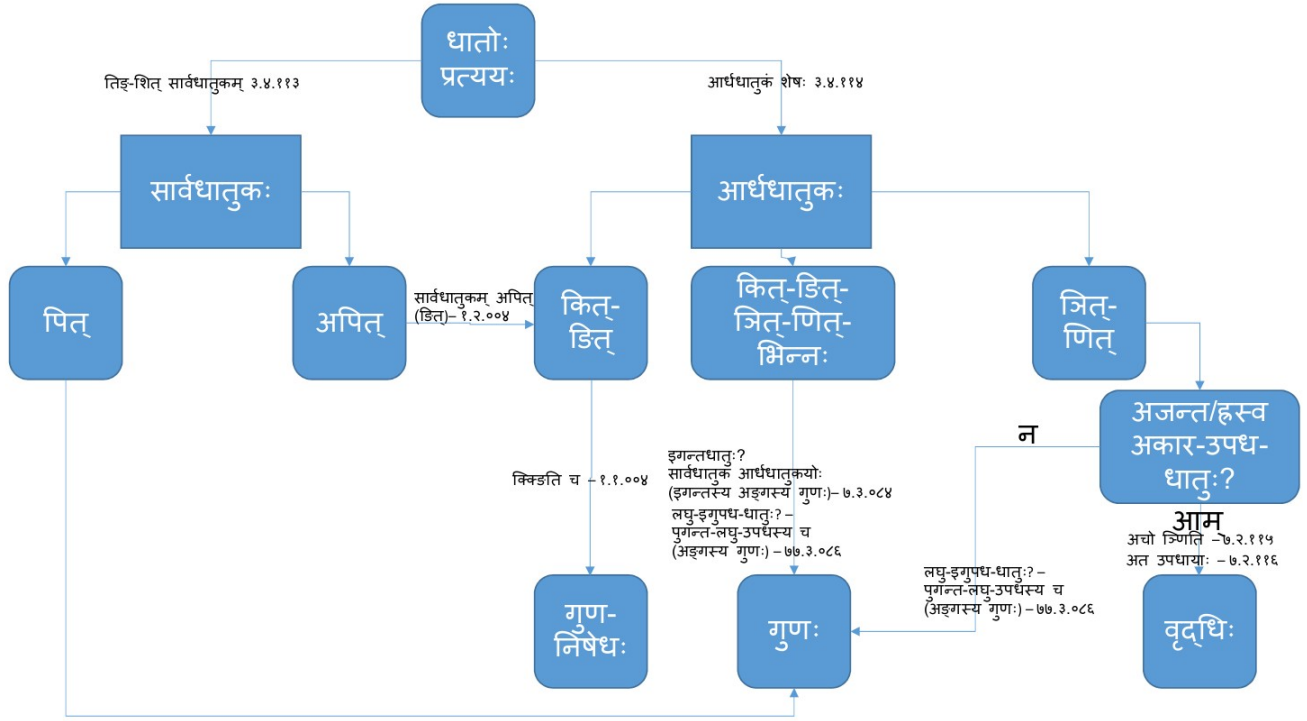 धातोः
प्रत्ययः
तिङ्-शित् सार्वधातुकम् ३.४.११३
आर्धधातुकं शेषः ३.४.११४
सार्वधातुकः
आर्धधातुकः
पित्
अपित्
सार्वधातुकम् अपित्
(ङित्)– १.२.००४
कित्-
ङित्
कित्-ङित्-
ञित्-णित्-
भिन्नः
ञित्-
णित्
अजन्त/ह्रस्व
अकार-उपध-
धातुः?
न
आम्
क्क्ङिति च – १.१.००४
इगन्तधातुः?
सार्वधातुक आर्धधातुकयोः
(इगन्तस्य अङ्गस्य गुणः)– ७.३.०८४
लघु-इगुपध-धातुः? –
पुगन्त-लघु-उपधस्य च
(अङ्गस्य गुणः) – ७७.३.०८६
अचो ञ्णिति – ७.२.११५
अत उपधायाः – ७.२.११६
लघु-इगुपध-धातुः? –
पुगन्त-लघु-उपधस्य च
(अङ्गस्य गुणः) – ७७.३.०८६
गुण-
निषेधः
गुणः
वृद्धिः